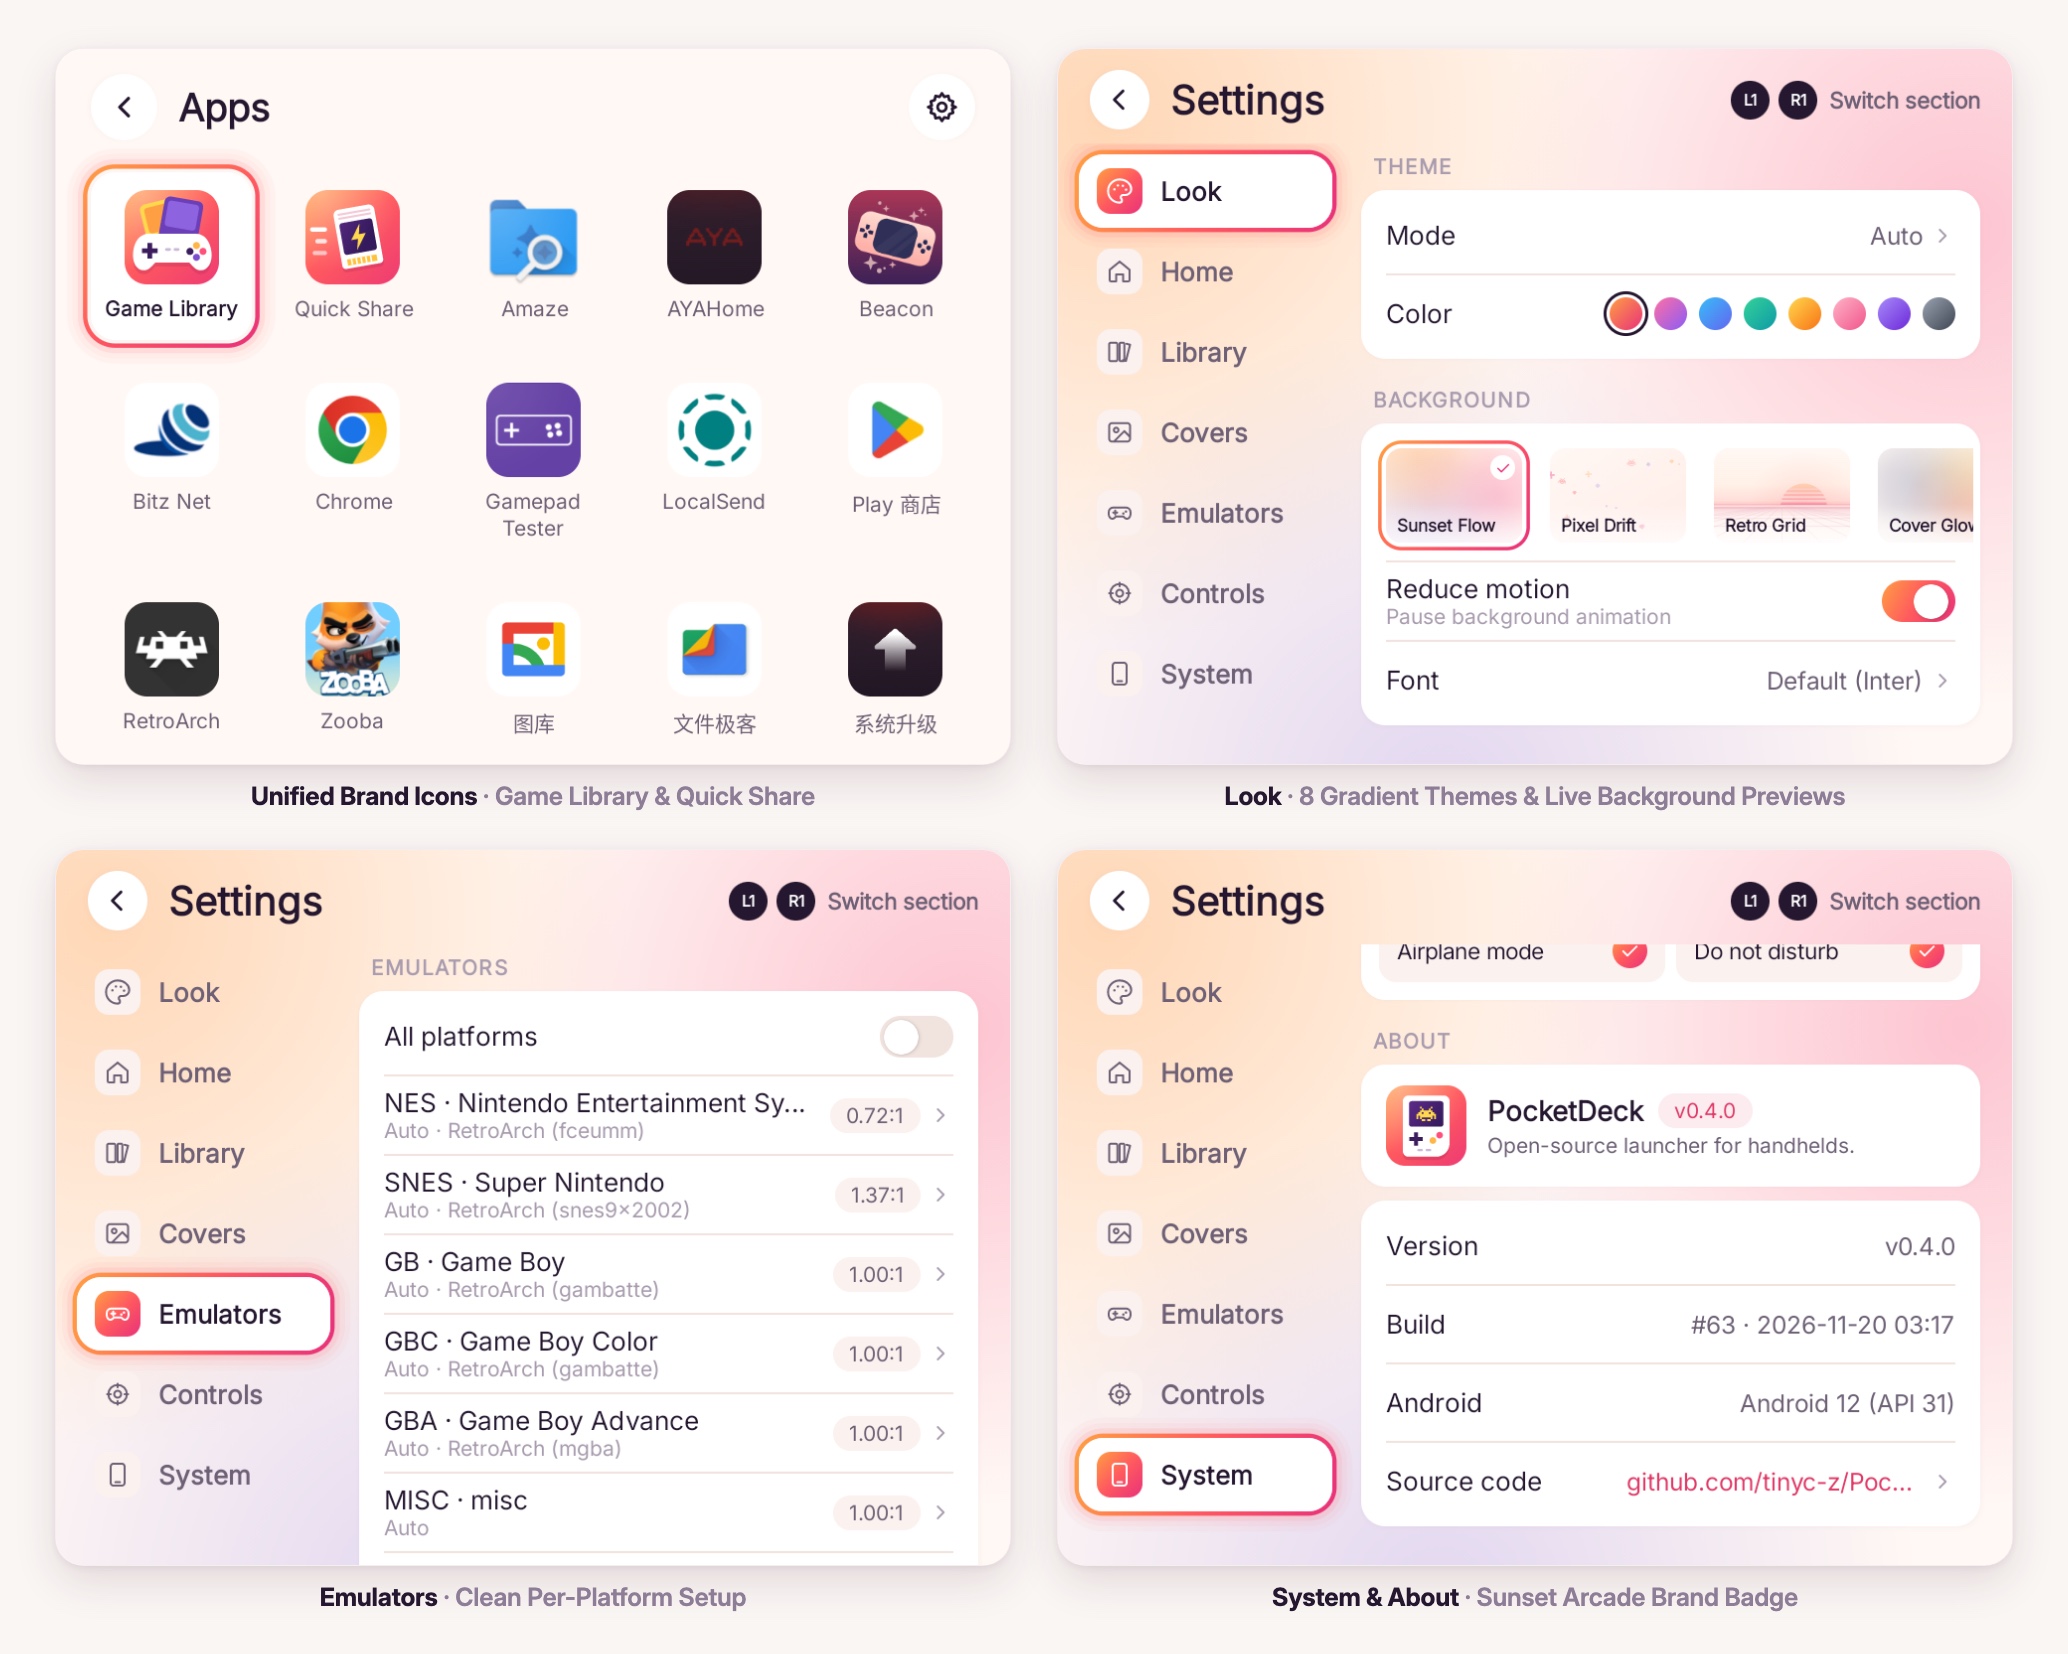 Apps
Game Library
Quick Share
Amaze
AYA
AYAHome
Beacon
Bitz Net
Chrome
Gamepad
Tester
LocalSend
Play 商店
RetroArch
ZOOBA
Zooba
图库
文件极客
系统升级
Unified Brand Icons · Game Library & Quick Share
Settings
L1 R1 Switch section
Look
Home
Library
Covers
Emulators
Controls
System
THEME
Mode Auto
Color
BACKGROUND
Sunset Flow
Pixel Drift
Retro Grid
Cover Glow
Reduce motion
Pause background animation
Font Default (Inter)
Look · 8 Gradient Themes & Live Background Previews
Settings
L1 R1 Switch section
Look
Home
Library
Covers
Emulators
Controls
System
EMULATORS
All platforms
NES · Nintendo Entertainment Sy... 0.72:1
Auto · RetroArch (fceumm)
SNES · Super Nintendo 1.37:1
Auto · RetroArch (snes9×2002)
GB · Game Boy 1.00:1
Auto · RetroArch (gambatte)
GBC · Game Boy Color 1.00:1
Auto · RetroArch (gambatte)
GBA · Game Boy Advance 1.00:1
Auto · RetroArch (mgba)
MISC · misc 1.00:1
Auto
Emulators · Clean Per-Platform Setup
Settings
L1 R1 Switch section
Look
Home
Library
Covers
Emulators
Controls
System
Airplane mode
Do not disturb
ABOUT
PocketDeck v0.4.0
Open-source launcher for handhelds.
Version v0.4.0
Build #63 · 2026-11-20 03:17
Android Android 12 (API 31)
Source code github.com/tinyc-z/Poc...
System & About · Sunset Arcade Brand Badge